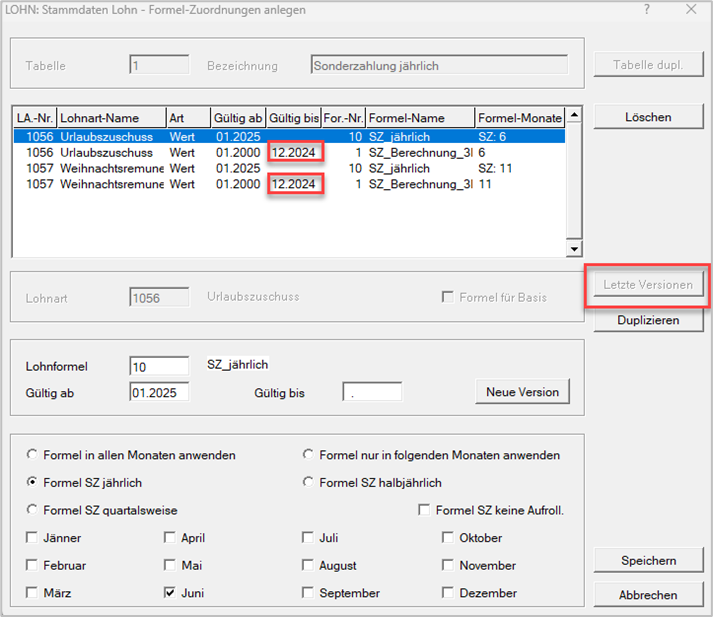 LOHN: Stammdaten Lohn - Formel-Zuordnungen anlegen ?
Tabelle 1 Bezeichnung Sonderzahlung jährlich Tabelle dupl.
LA.-Nr. Lohnart-Name Art Gültig ab Gültig bis For.-Nr. Formel-Name Formel-Monate
1056 Urlaubszuschuss Wert 01.2025 10 SZ_jährlich SZ: 6
1056 Urlaubszuschuss Wert 01.2000 12.2024 1 SZ_Berechnung_3I 6
1057 Weihnachtsremune Wert 01.2025 10 SZ_jährlich SZ: 11
1057 Weihnachtsremune Wert 01.2000 12.2024 1 SZ_Berechnung_3I 11
Löschen
Lohnart 1056 Urlaubszuschuss Formel für Basis
Letzte Versionen
Duplizieren
Lohnformel 10 SZ_jährlich
Gültig ab 01.2025 Gültig bis . Neue Version
Formel in allen Monaten anwenden Formel nur in folgenden Monaten anwenden
Formel SZ jährlich Formel SZ halbjährlich
Formel SZ quartalsweise Formel SZ keine Aufroll.
Jänner April Juli Oktober
Februar Mai August November
März Juni September Dezember
Speichern
Abbrechen